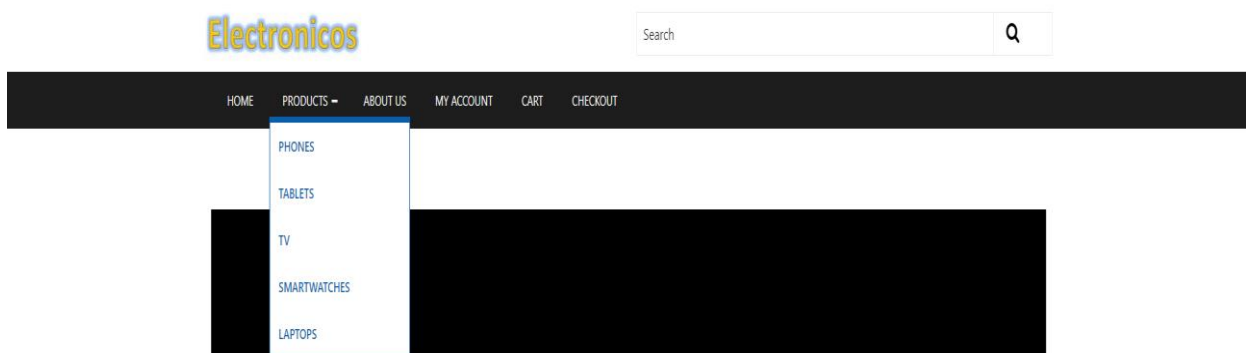 Electronicos
Search
HOME PRODUCTS ABOUT US MY ACCOUNT CART CHECKOUT
PHONES
TABLETS
TV
SMARTWATCHES
LAPTOPS